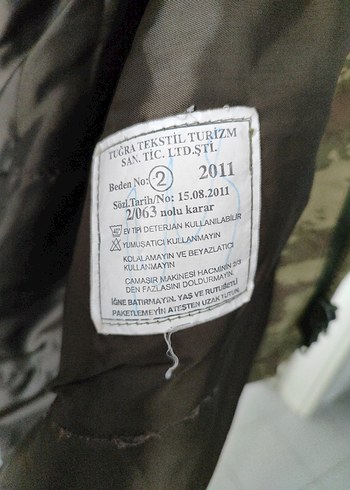 TUĞRA TEKSTİL TURİZM
SAN. TİC. LTD.ŞTİ.
Beden No: 2 2011
Sözl.Tarih/No: 15.08.2011
2/063 nolu karar
EV TİPİ DETERJAN KULLANILABİLİR
YUMUŞATICI KULLANMAYIN
KOLALAMAYIN VE BEYAZLATICI
KULLANMAYIN
ÇAMAŞIR MAKİNESİ HACMİNİN 2/3
DEN FAZLASINI DOLDURMAYIN.
İĞNE BATIRMAYIN, YAŞ VE RUTUBETLİ
PAKETLEMEYİN ATEŞTEN UZAK TUTUN.